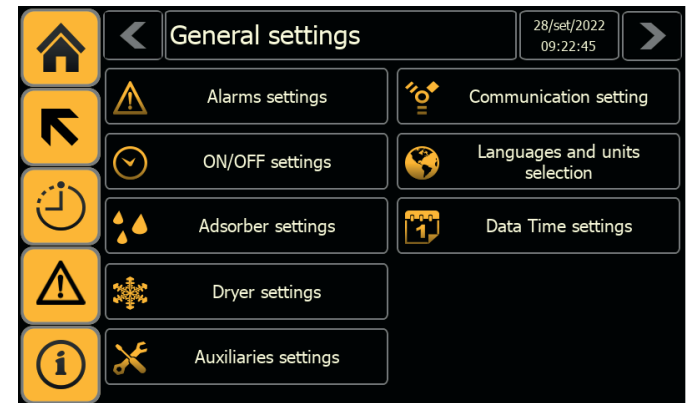 General settings
28/set/2022
09:22:45
Alarms settings
Communication setting
ON/OFF settings
Languages and units
selection
Adsorber settings
1
Data Time settings
Dryer settings
Auxiliaries settings
i